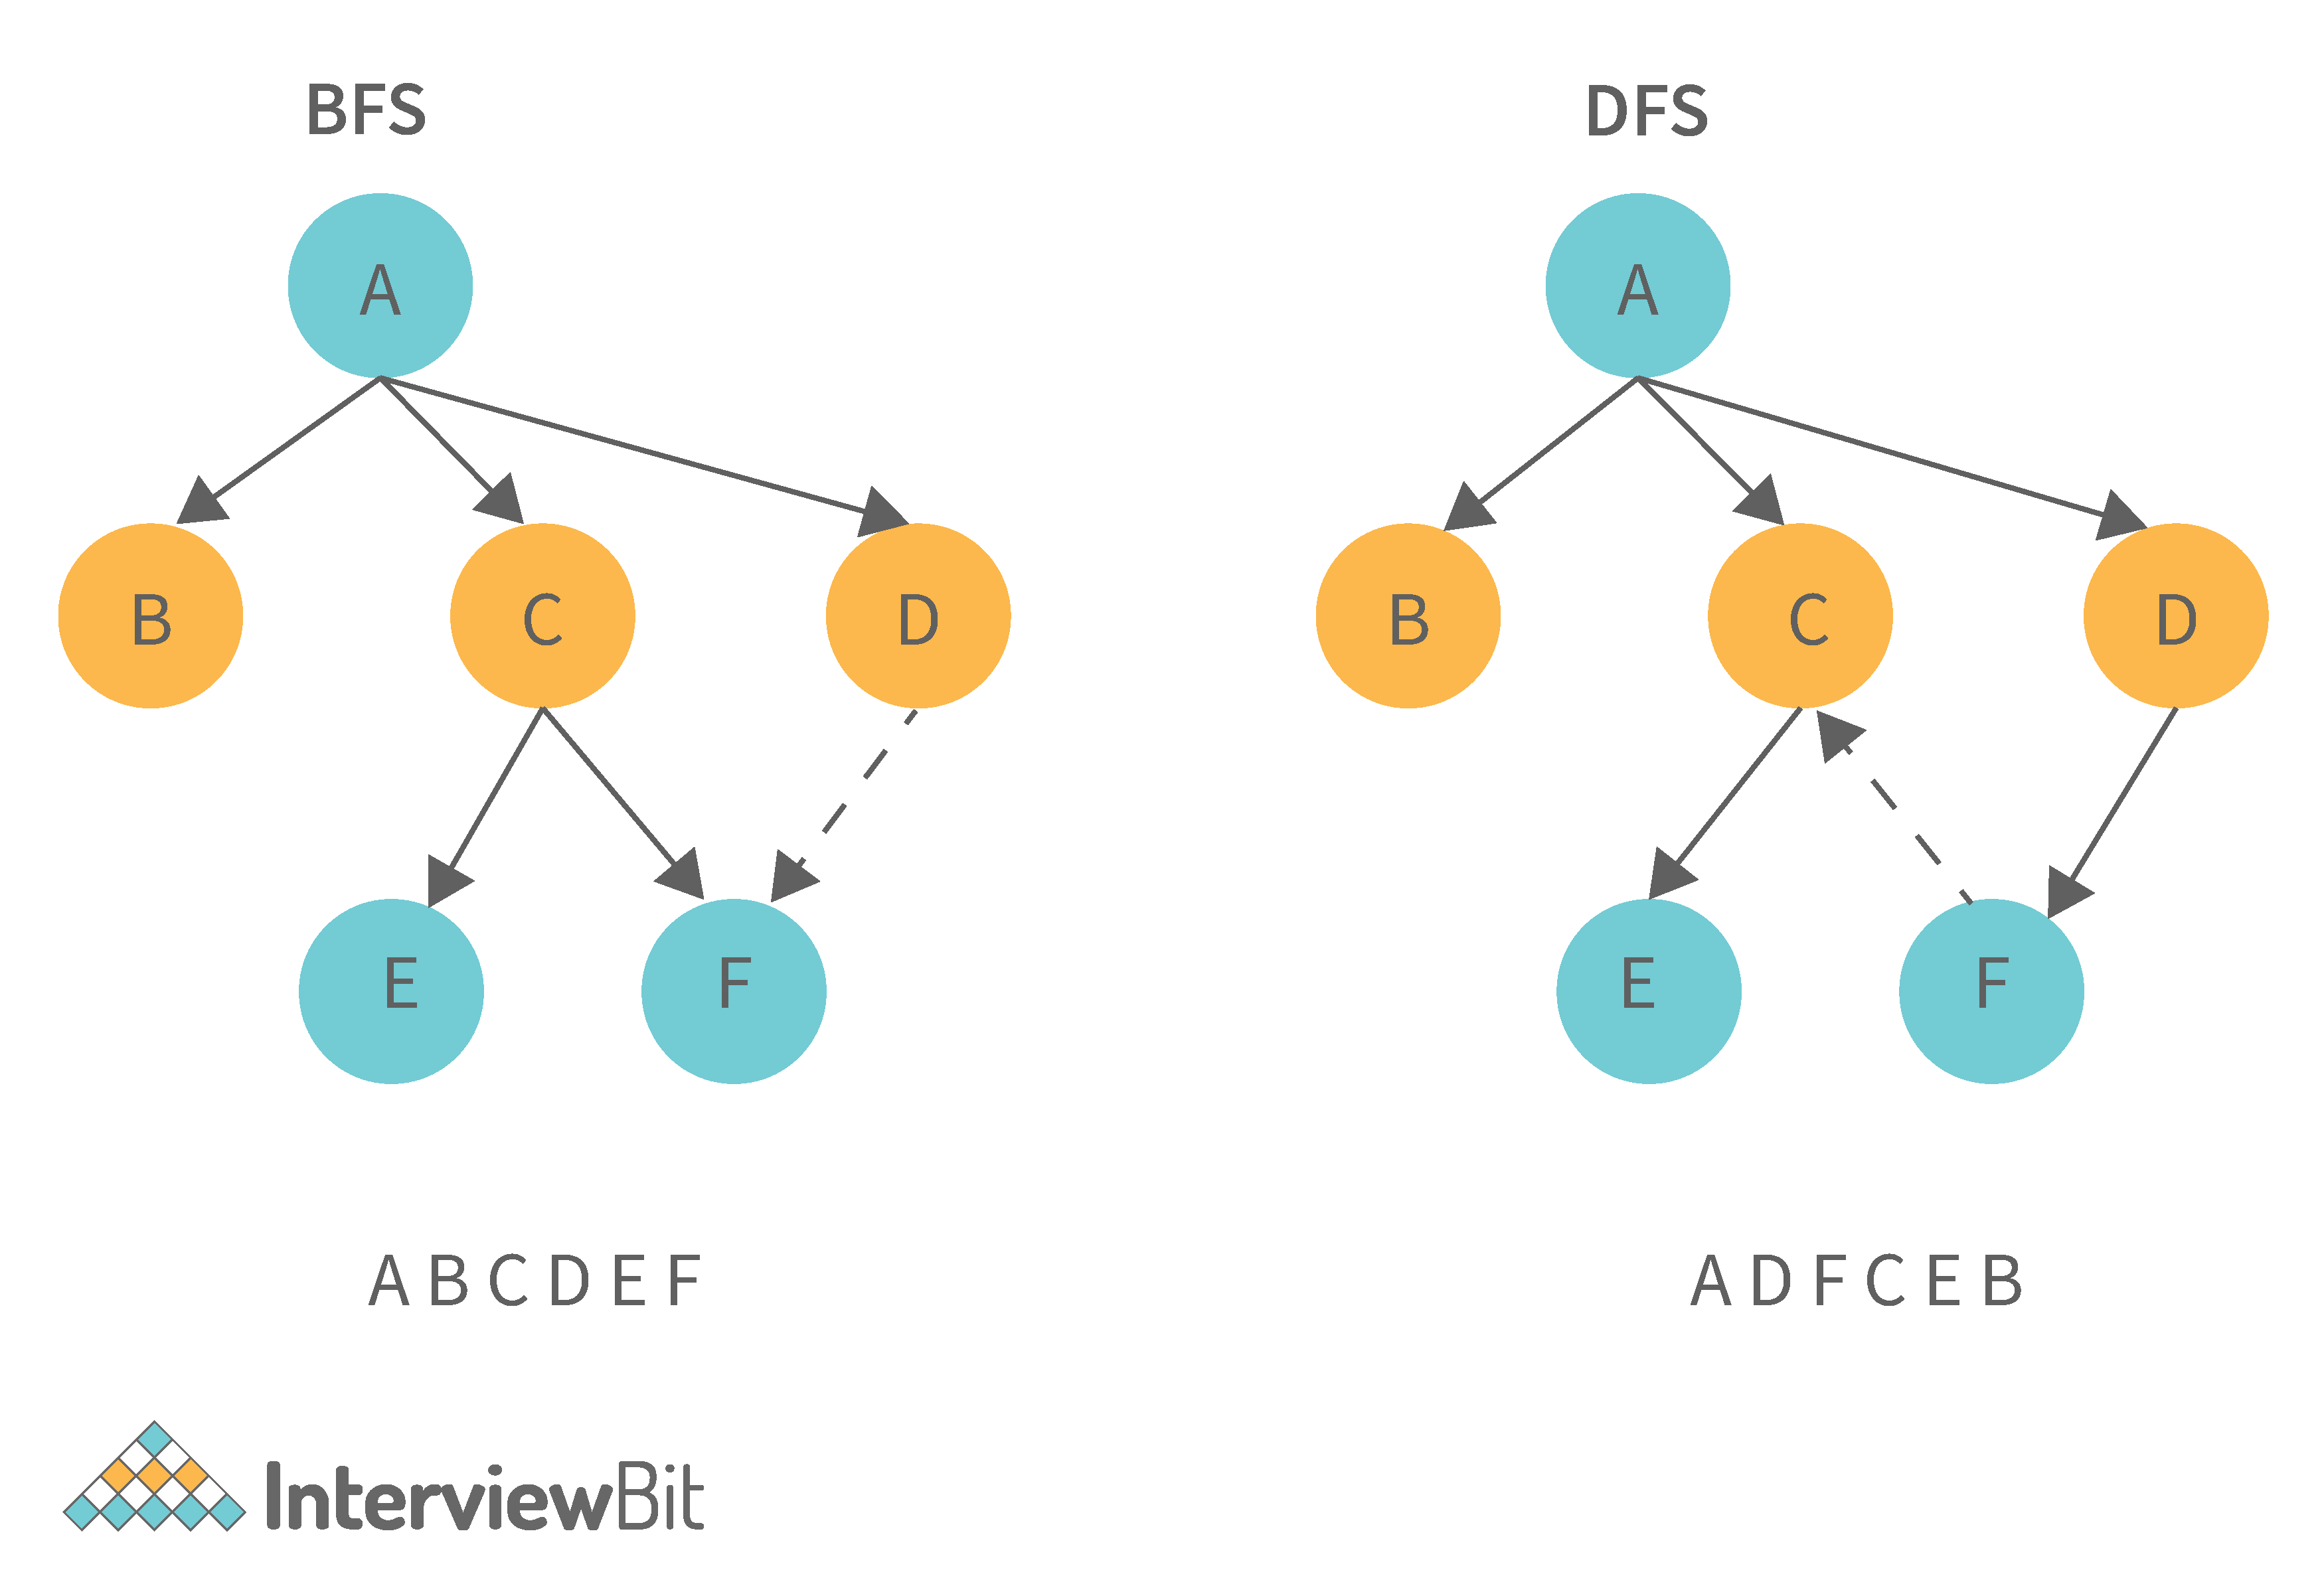 BFS
A
B C D
E F
A B C D E F
DFS
A
B C D
E F
A D F C E B
InterviewBit